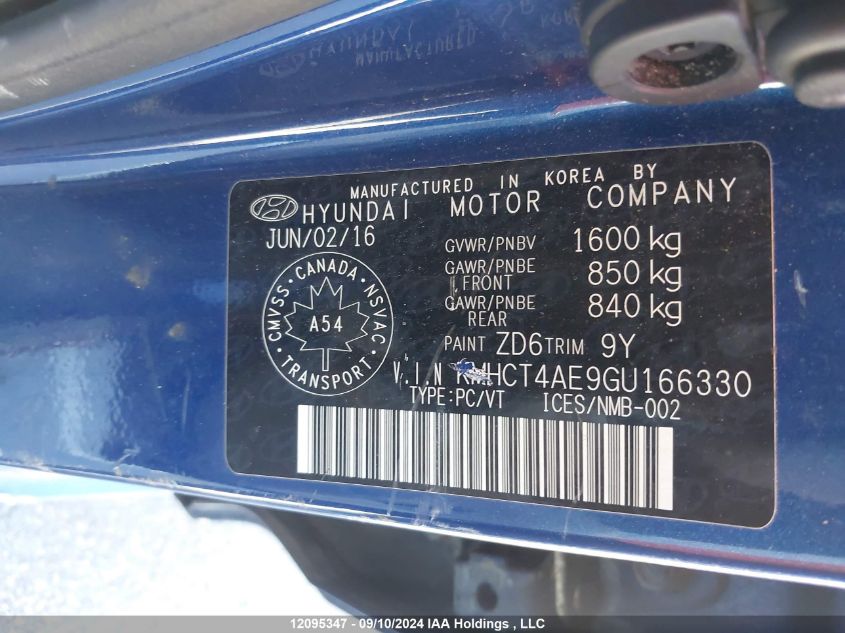 MANUFACTURED IN KOREA BY
HYUNDAI MOTOR COMPANY
JUN/02/16
GVWR/PNBV 1600 kg
GAWR/PNBE FRONT 850 kg
GAWR/PNBE REAR 840 kg
PAINT ZD6 TRIM 9Y
CMVSS · CANADA · NSVAC · TRANSPORT ·
A54
V.I.N KMHCT4AE9GU166330
TYPE:PC/VT ICES/NMB-002
12095347 - 09/10/2024 IAA Holdings, LLC